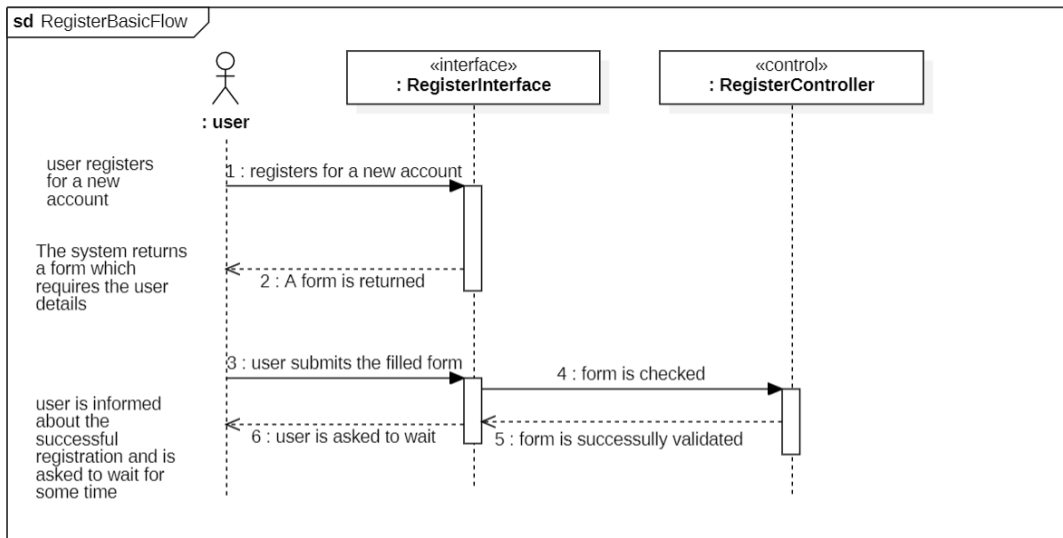 sd RegisterBasicFlow
«interface»
: RegisterInterface
«control»
: RegisterController
: user
user registers
for a new
account
1 : registers for a new account
The system returns
a form which
requires the user
details
2 : A form is returned
3 : user submits the filled form
4 : form is checked
user is informed
about the
successful
registration and is
asked to wait for
some time
6 : user is asked to wait
5 : form is successully validated